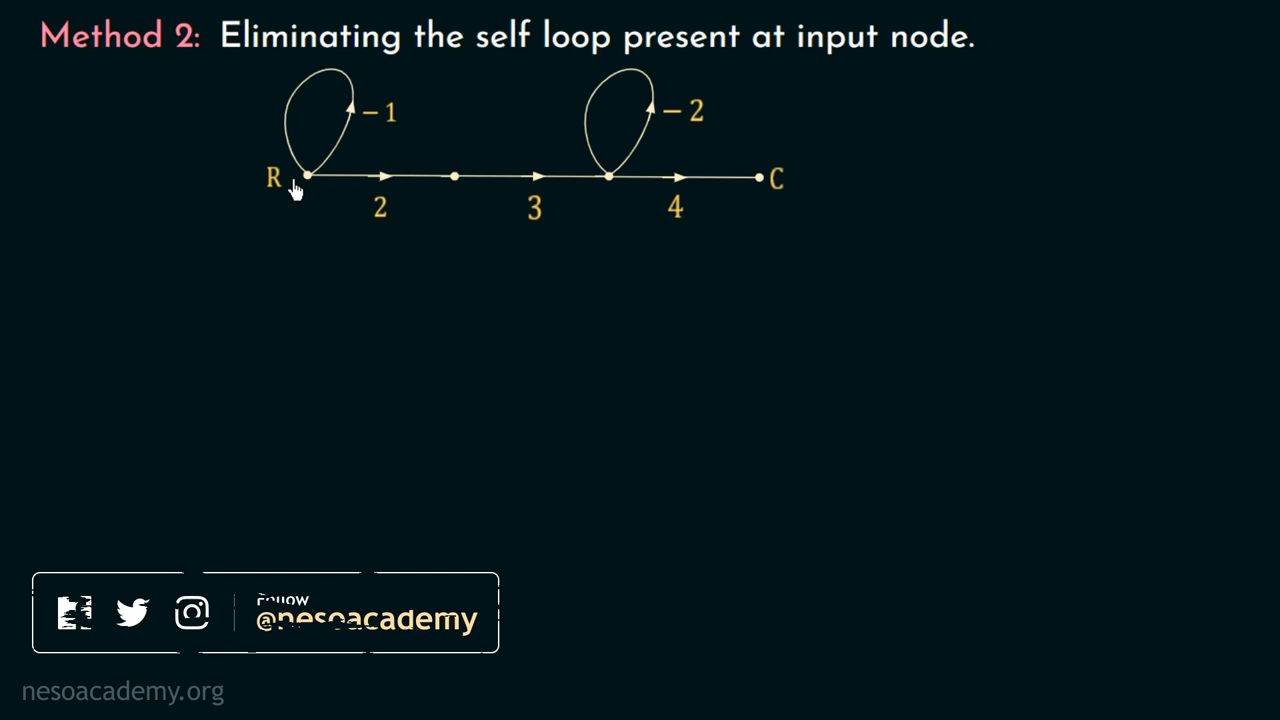 Method 2: Eliminating the self loop present at input node.
– 1
– 2
R
C
2
3
4
Follow
@nesoacademy
nesoacademy.org